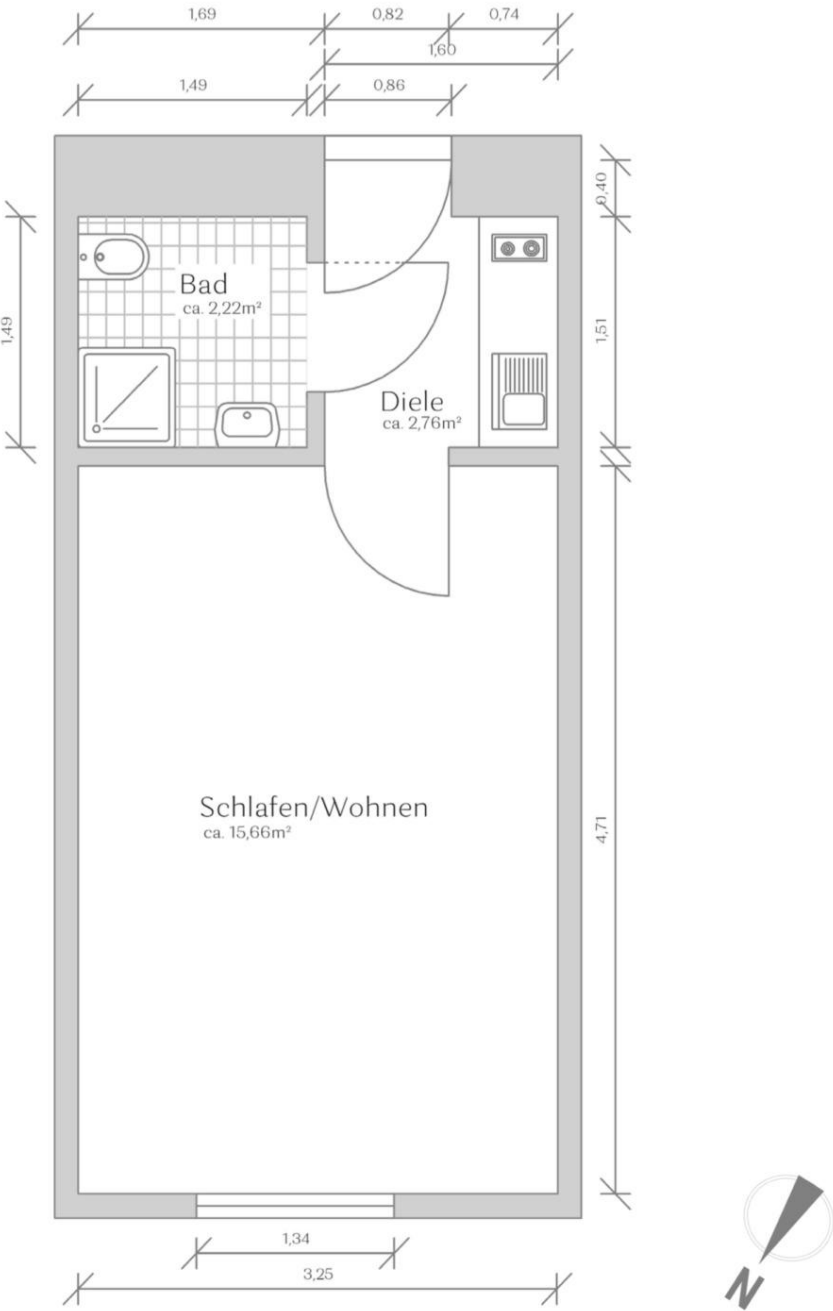 1,69
0,82
0,74
1,60
1,49
0,86
0,40
Bad
ca. 2,22m²
1,49
1,51
Diele
ca. 2,76m²
Schlafen/Wohnen
ca. 15,66m²
4,71
1,34
3,25
N